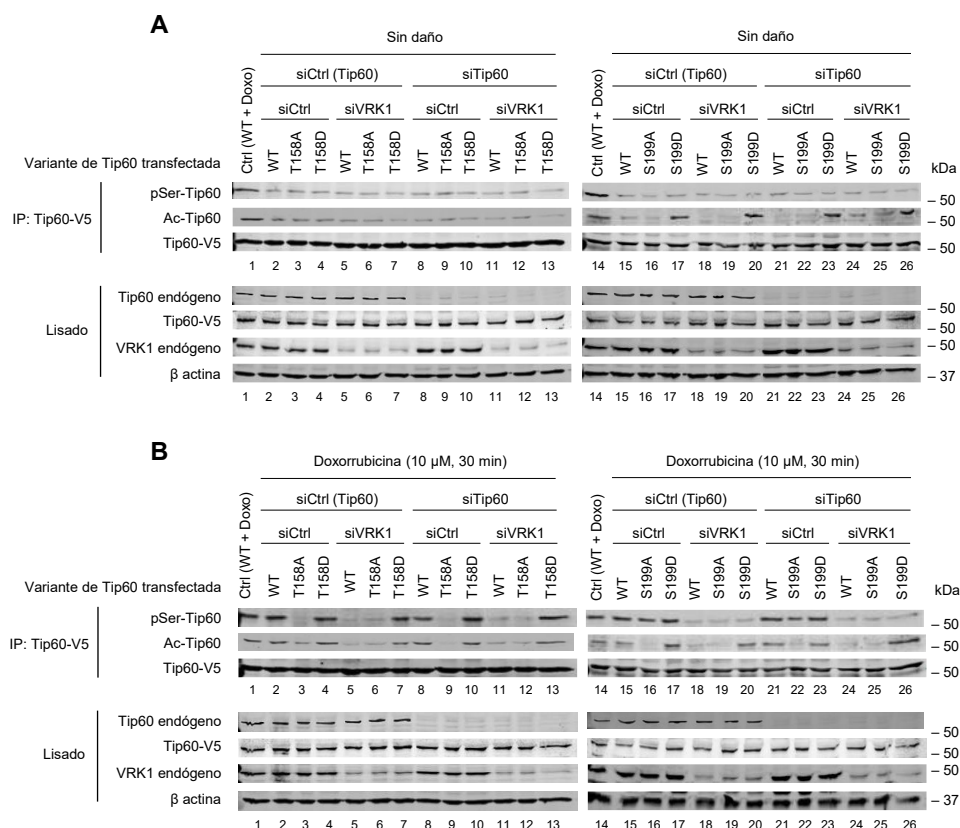 A
Sin daño
Sin daño
siCtrl (Tip60) siTip60
siCtrl (Tip60) siTip60
siCtrl siVRK1 siCtrl siVRK1
siCtrl siVRK1 siCtrl siVRK1
Ctrl (WT + Doxo) WT T158A T158D WT T158A T158D WT T158A T158D WT T158A T158D
Ctrl (WT + Doxo) WT S199A S199D WT S199A S199D WT S199A S199D WT S199A S199D
Variante de Tip60 transfectada
kDa
IP: Tip60-V5
pSer-Tip60 – 50
Ac-Tip60 – 50
Tip60-V5 – 50
1 2 3 4 5 6 7 8 9 10 11 12 13
14 15 16 17 18 19 20 21 22 23 24 25 26
Lisado
Tip60 endógeno – 50
Tip60-V5 – 50
VRK1 endógeno – 50
β actina – 37
1 2 3 4 5 6 7 8 9 10 11 12 13
14 15 16 17 18 19 20 21 22 23 24 25 26
B
Doxorrubicina (10 µM, 30 min)
Doxorrubicina (10 µM, 30 min)
siCtrl (Tip60) siTip60
siCtrl (Tip60) siTip60
siCtrl siVRK1 siCtrl siVRK1
siCtrl siVRK1 siCtrl siVRK1
Ctrl (WT + Doxo) WT T158A T158D WT T158A T158D WT T158A T158D WT T158A T158D
Ctrl (WT + Doxo) WT S199A S199D WT S199A S199D WT S199A S199D WT S199A S199D
Variante de Tip60 transfectada
kDa
IP: Tip60-V5
pSer-Tip60 – 50
Ac-Tip60 – 50
Tip60-V5 – 50
1 2 3 4 5 6 7 8 9 10 11 12 13
14 15 16 17 18 19 20 21 22 23 24 25 26
Lisado
Tip60 endógeno – 50
Tip60-V5 – 50
VRK1 endógeno – 50
β actina – 37
1 2 3 4 5 6 7 8 9 10 11 12 13
14 15 16 17 18 19 20 21 22 23 24 25 26